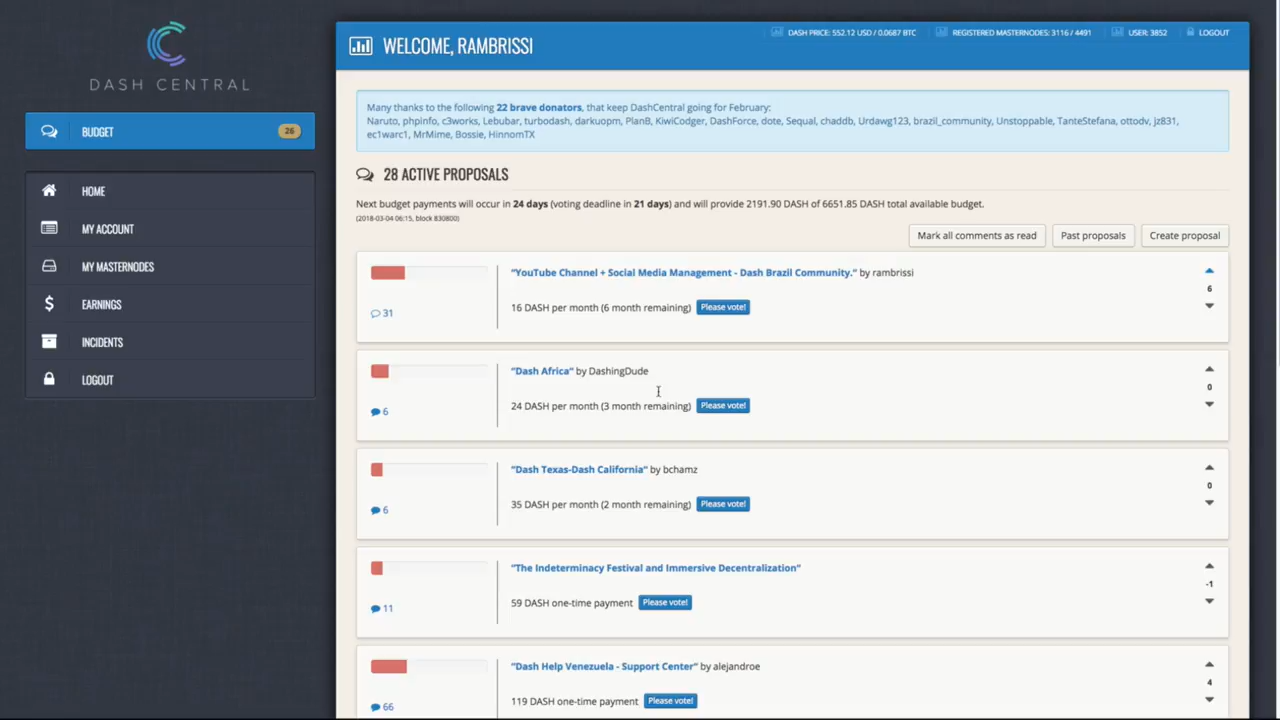 DASH CENTRAL
BUDGET 26
HOME
MY ACCOUNT
MY MASTERNODES
EARNINGS
INCIDENTS
LOGOUT
WELCOME, RAMBRISSI
DASH PRICE: 552.12 USD / 0.0687 BTC REGISTERED MASTERNODES: 3116 / 4491 USER: 3852 LOGOUT
Many thanks to the following 22 brave donators, that keep DashCentral going for February:
Naruto, phpinfo, c3works, Lebubar, turbodash, darkuopm, PlanB, KiwiCodger, DashForce, dote, Sequal, chaddb, Urdawg123, brazil_community, Unstoppable, TanteStefana, ottodv, jz831,
ec1warc1, MrMime, Bossie, HinnomTX
28 ACTIVE PROPOSALS
Next budget payments will occur in 24 days (voting deadline in 21 days) and will provide 2191.90 DASH of 6651.85 DASH total available budget.
(2018-03-04 06:15, block 830800)
Mark all comments as read Past proposals Create proposal
"YouTube Channel + Social Media Management - Dash Brazil Community." by rambrissi
6
31 16 DASH per month (6 month remaining) Please vote!
"Dash Africa" by DashingDude
0
6 24 DASH per month (3 month remaining) Please vote!
"Dash Texas-Dash California" by bchamz
0
6 35 DASH per month (2 month remaining) Please vote!
"The Indeterminacy Festival and Immersive Decentralization"
-1
11 59 DASH one-time payment Please vote!
"Dash Help Venezuela - Support Center" by alejandroe
4
66 119 DASH one-time payment Please vote!